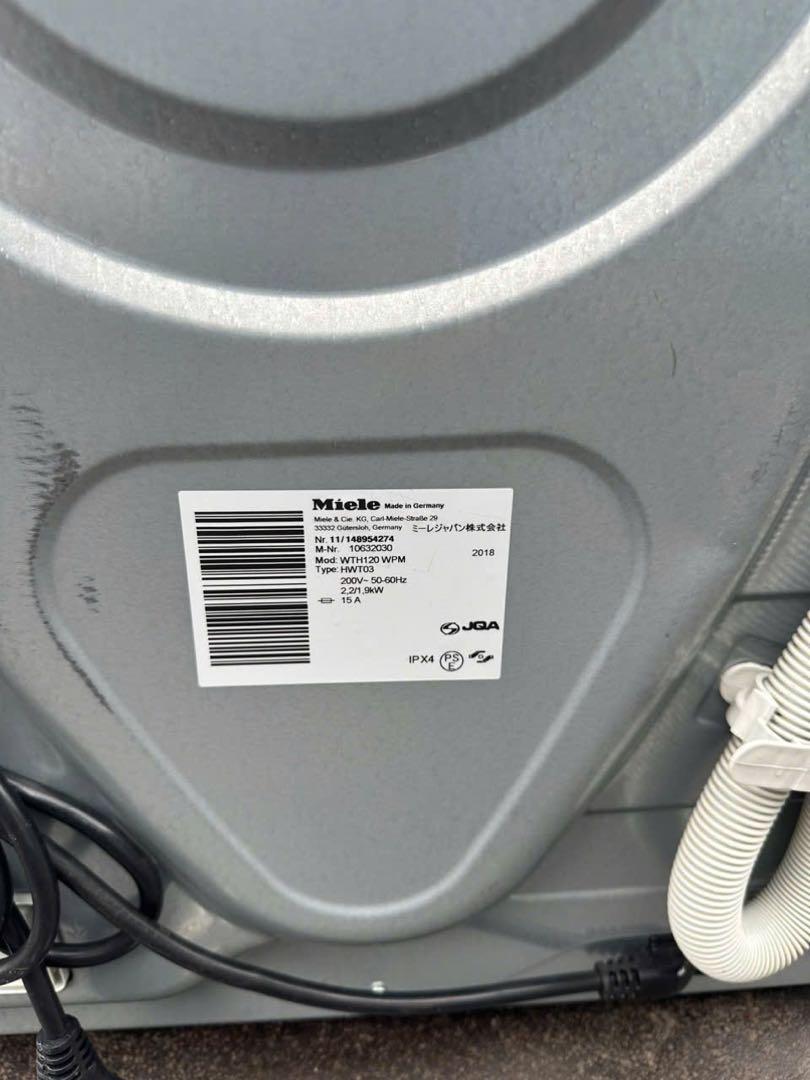 Miele Made in Germany
Miele & Cie. KG, Carl-Miele-Straße 29
33332 Gütersloh, Germany ミーレジャパン株式会社
Nr. 11/148954274
M-Nr. 10632030
2018
Mod: WTH120 WPM
Type: HWT03
200V~ 50-60Hz
2,2/1,9kW
15 A
JQA
IPX4 PSE